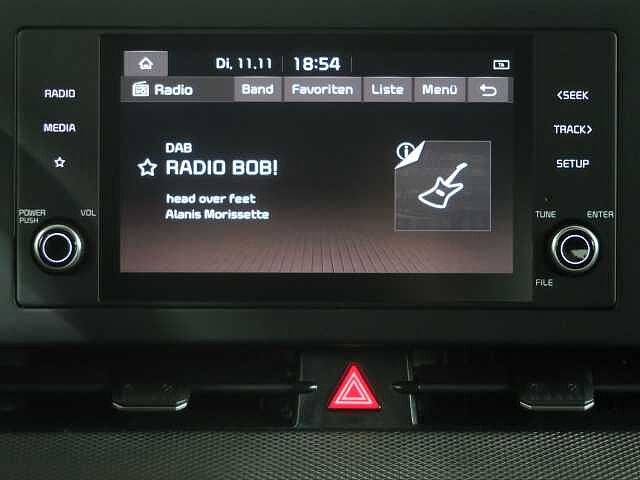 Di, 11.11 18:54 TA
Radio Band Favoriten Liste Menü
RADIO
MEDIA
<SEEK
TRACK>
SETUP
DAB
RADIO BOB!
head over feet
Alanis Morissette
POWER
PUSH
VOL
TUNE
ENTER
FILE